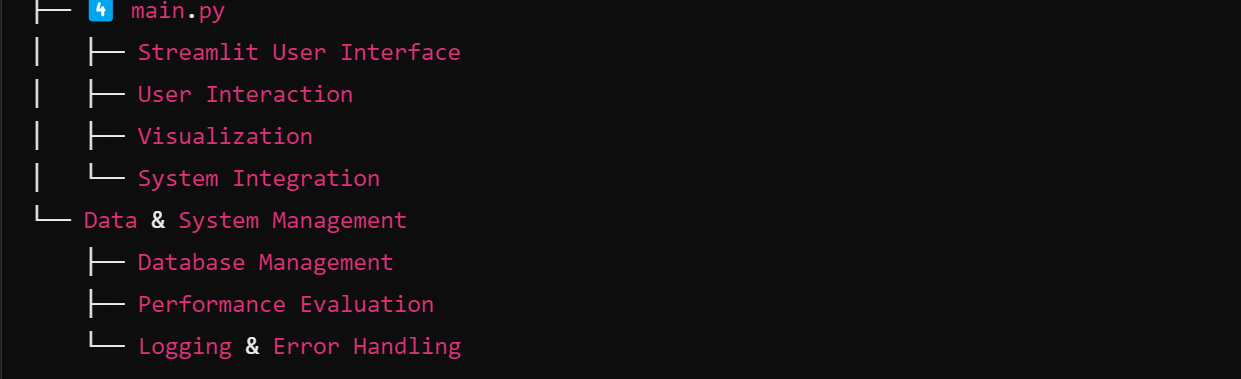 ├── 4️⃣ main.py
│   ├── Streamlit User Interface
│   ├── User Interaction
│   ├── Visualization
│   └── System Integration
└── Data & System Management
    ├── Database Management
    ├── Performance Evaluation
    └── Logging & Error Handling